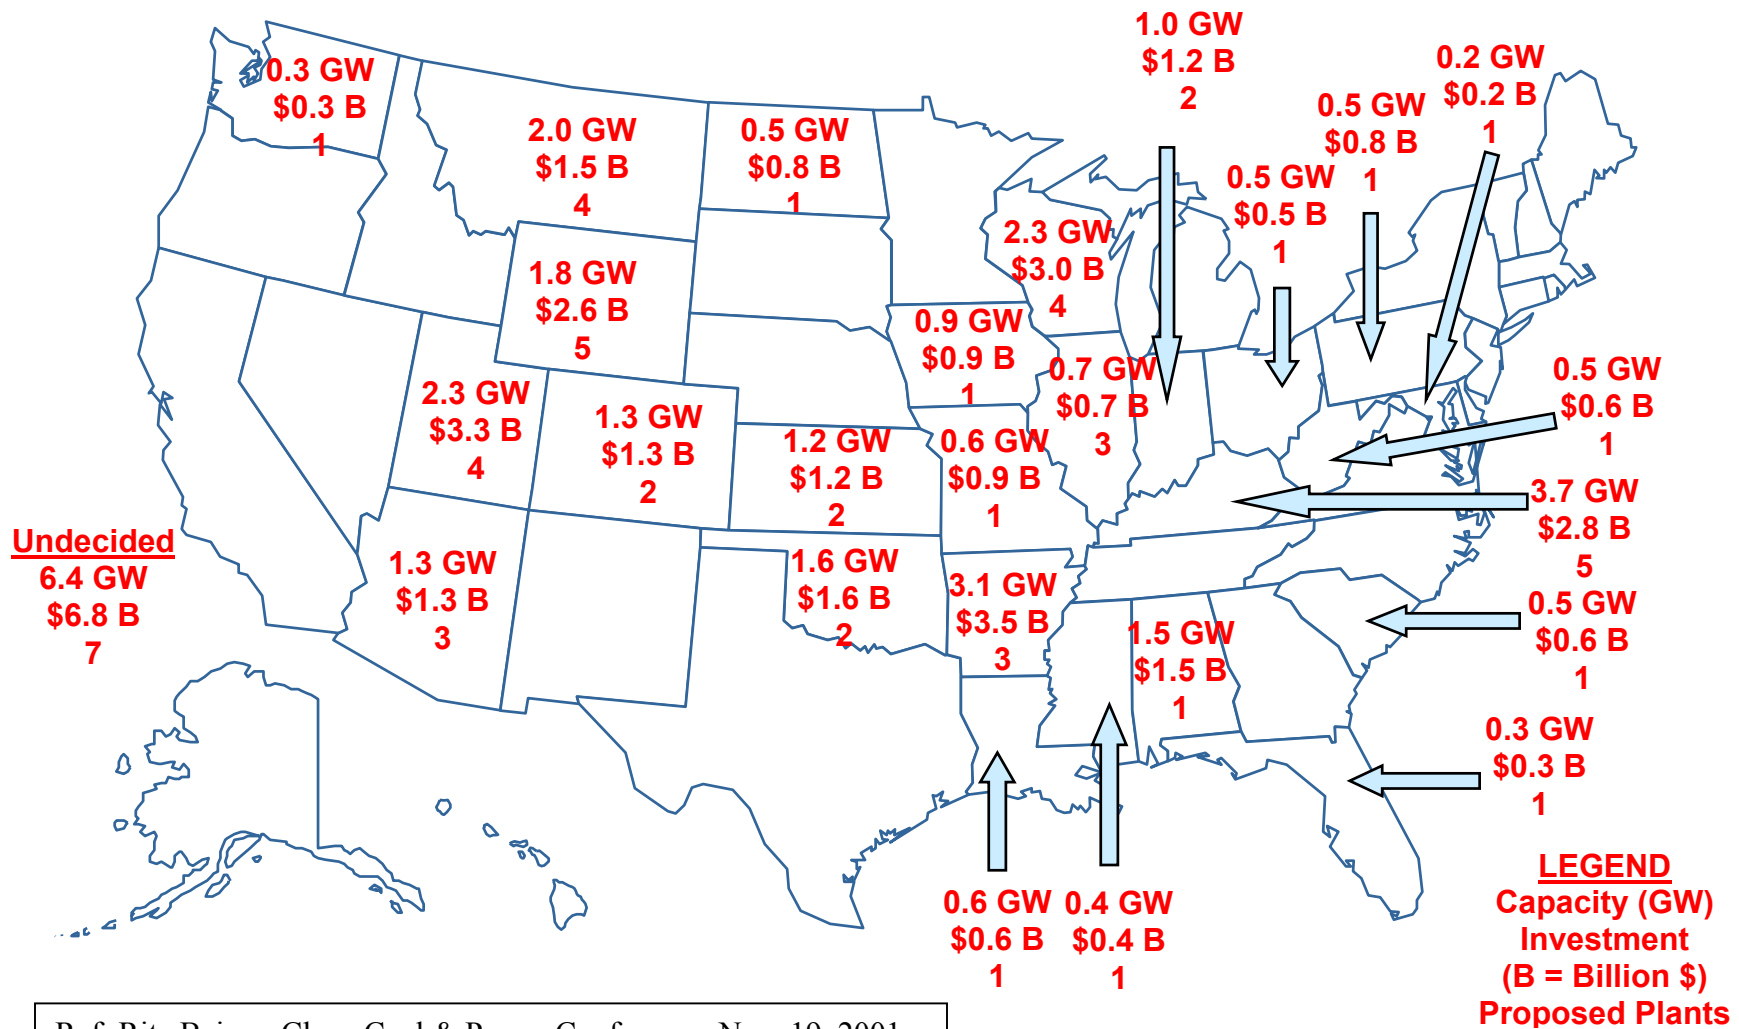 1.0 GW
$1.2 B
2
0.2 GW
$0.2 B
1
0.3 GW
$0.3 B
1
0.5 GW
$0.8 B
1
2.0 GW
$1.5 B
4
0.5 GW
$0.8 B
1
0.5 GW
$0.5 B
1
2.3 GW
$3.0 B
4
1.8 GW
$2.6 B
5
0.9 GW
$0.9 B
1
0.7 GW
$0.7 B
3
0.5 GW
$0.6 B
1
2.3 GW
$3.3 B
4
1.3 GW
$1.3 B
2
1.2 GW
$1.2 B
2
0.6 GW
$0.9 B
1
3.7 GW
$2.8 B
5
Undecided
6.4 GW
$6.8 B
7
1.3 GW
$1.3 B
3
1.6 GW
$1.6 B
2
3.1 GW
$3.5 B
3
0.5 GW
$0.6 B
1
1.5 GW
$1.5 B
1
0.3 GW
$0.3 B
1
0.6 GW
$0.6 B
1
0.4 GW
$0.4 B
1
LEGEND
Capacity (GW)
Investment
(B = Billion $)
Proposed Plants
Coal & Power Conference, Nov. 19, 2001